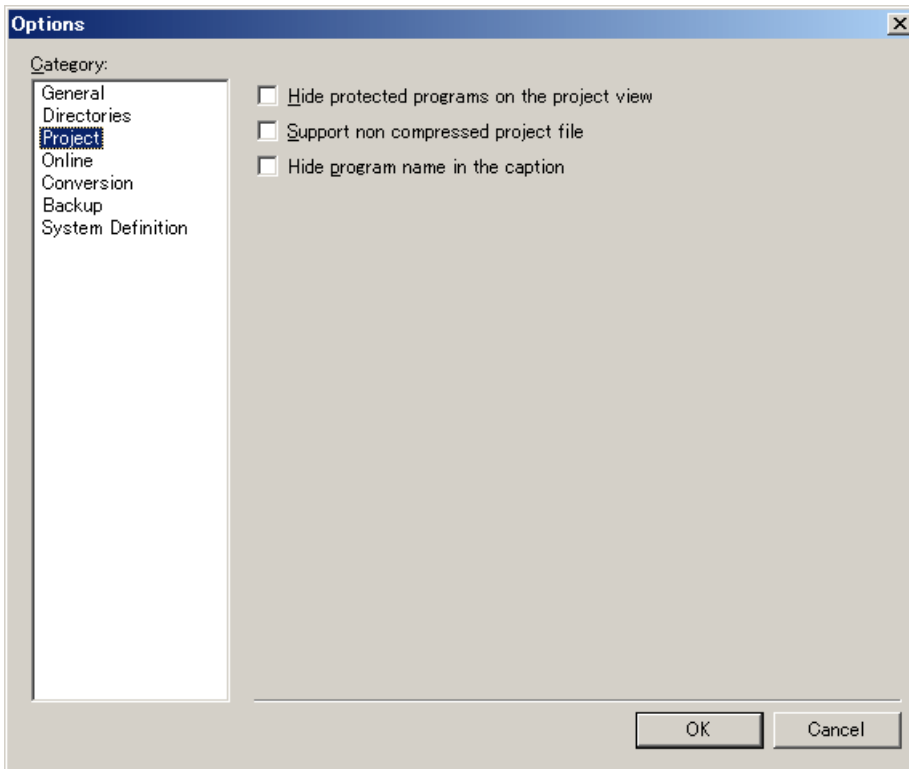 Options
Category:
General
Directories
Project
Online
Conversion
Backup
System Definition
Hide protected programs on the project view
Support non compressed project file
Hide program name in the caption
OK
Cancel